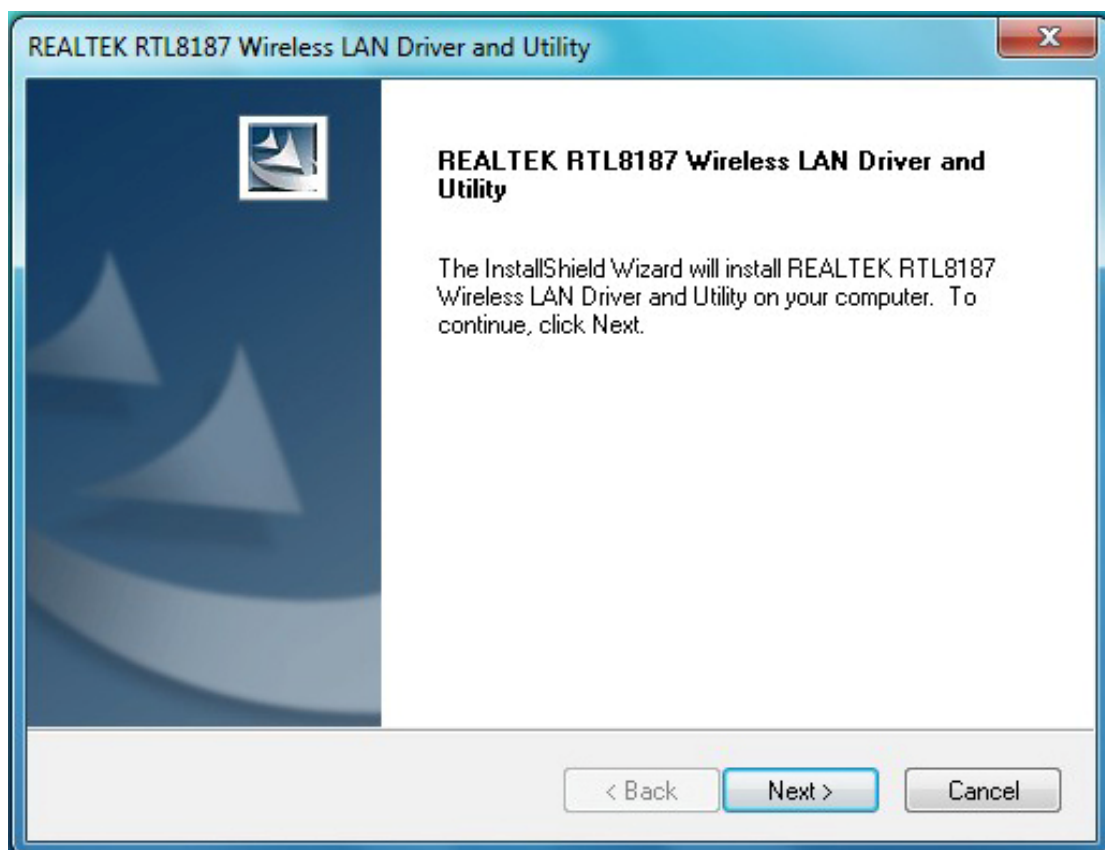 REALTEK RTL8187 Wireless LAN Driver and Utility
REALTEK RTL8187 Wireless LAN Driver and
Utility
The InstallShield Wizard will install REALTEK RTL8187
Wireless LAN Driver and Utility on your computer. To
continue, click Next.
< Back
Next >
Cancel